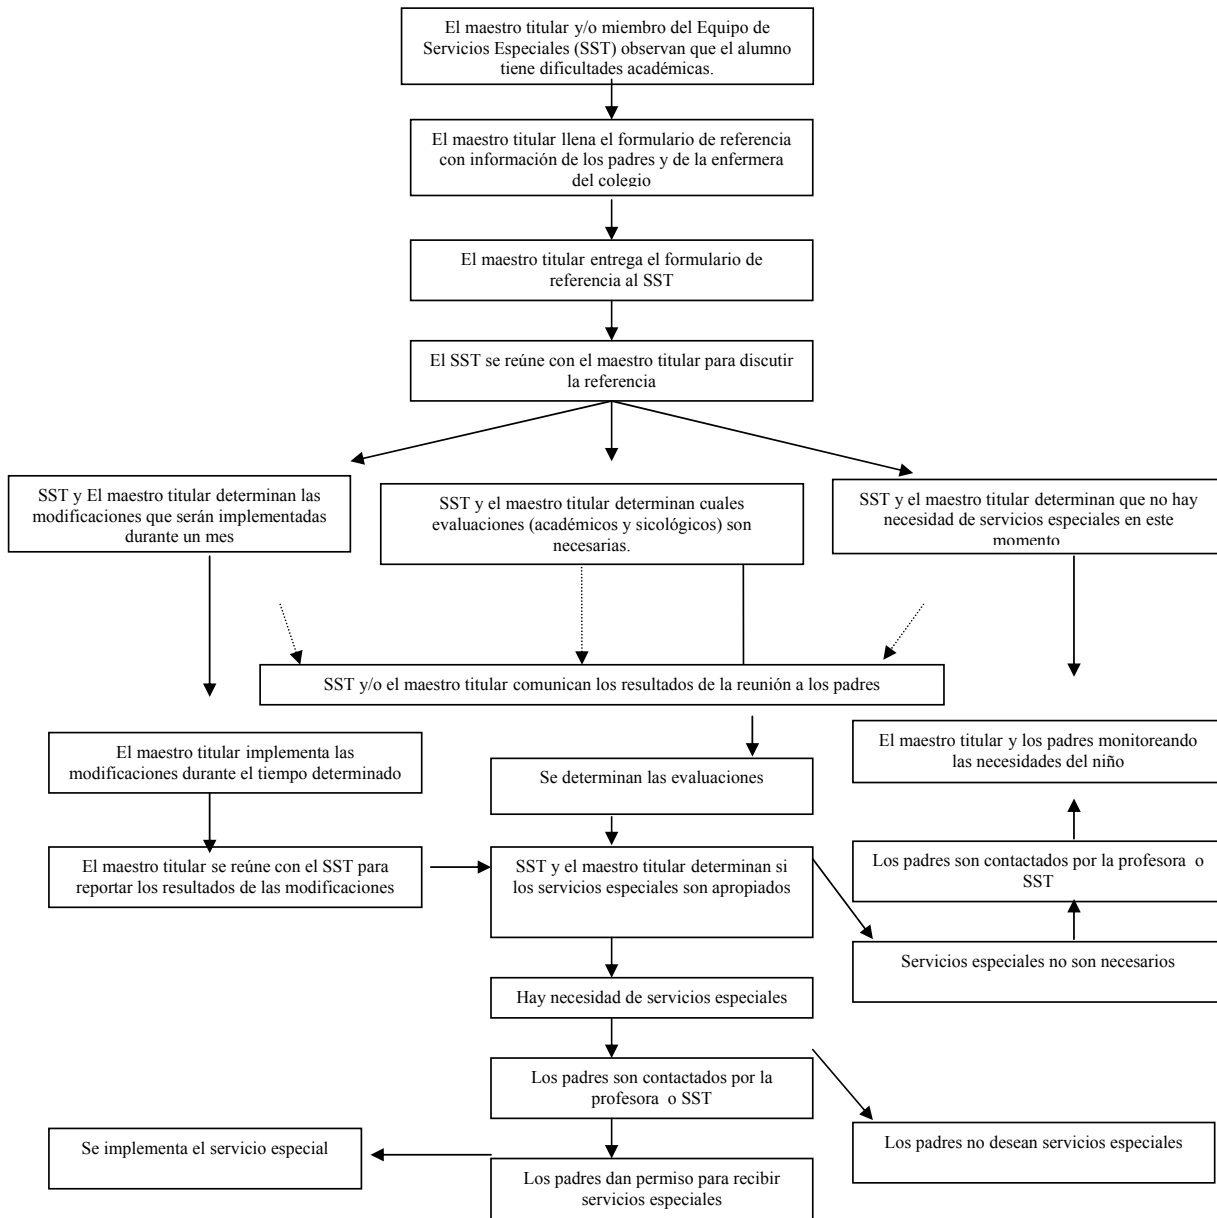 El maestro titular y/o miembro del Equipo de
Servicios Especiales (SST) observan que el alumno
tiene dificultades académicas.
El maestro titular llena el formulario de referencia
con información de los padres y de la enfermera
del colegio
El maestro titular entrega el formulario de
referencia al SST
El SST se reúne con el maestro titular para discutir
la referencia
SST y El maestro titular determinan las
modificaciones que serán implementadas
durante un mes
SST y el maestro titular determinan cuales
evaluaciones (académicos y sicológicos) son
necesarias.
SST y el maestro titular determinan que no hay
necesidad de servicios especiales en este
momento
SST y/o el maestro titular comunican los resultados de la reunión a los padres
El maestro titular implementa las
modificaciones durante el tiempo determinado
Se determinan las evaluaciones
El maestro titular y los padres monitoreando
las necesidades del niño
El maestro titular se reúne con el SST para
reportar los resultados de las modificaciones
SST y el maestro titular determinan si
los servicios especiales son apropiados
Los padres son contactados por la profesora o
SST
Servicios especiales no son necesarios
Hay necesidad de servicios especiales
Los padres son contactados por la
profesora o SST
Los padres no desean servicios especiales
Se implementa el servicio especial
Los padres dan permiso para recibir
servicios especiales